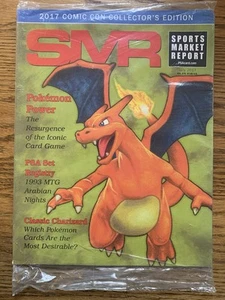 2017 COMIC CON COLLECTOR'S EDITION
SMR
SPORTS
MARKET
REPORT
Pokémon
Power
The
Resurgence
of the Iconic
Card Game
PSA Set
Registry
1993 MTG
Arabian
Nights
Classic Charizard
Which Pokémon
Cards Are the
Most Desirable?